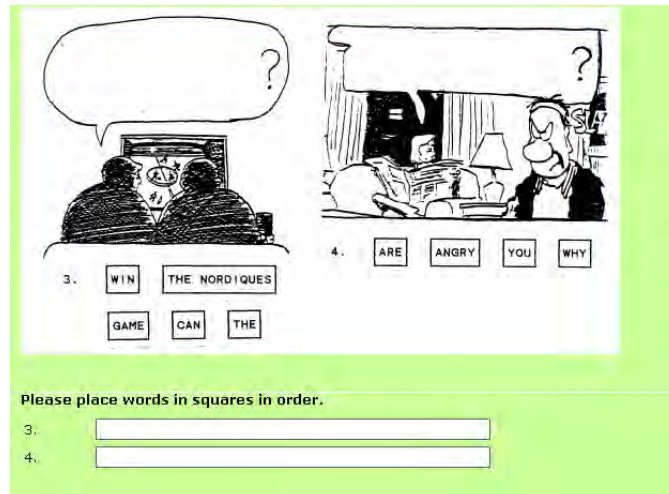 ?
?
3. WIN THE NORDIQUES
GAME CAN THE
4. ARE ANGRY YOU WHY
Please place words in squares in order.
3.
4.